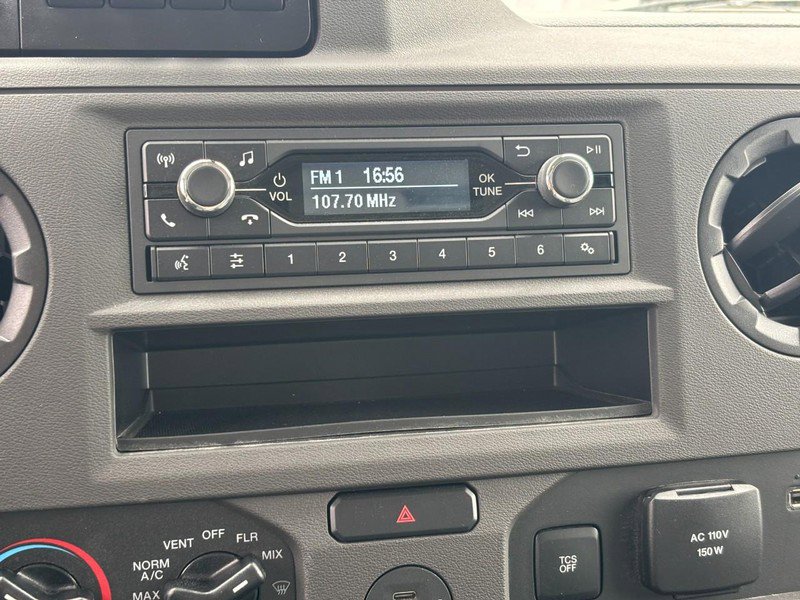 FM 1 16:56
107.70 MHz
VOL
OK
TUNE
1 2 3 4 5 6
OFF
VENT FLR
NORM
A/C
MIX
MAX
TCS
OFF
AC 110V
150W